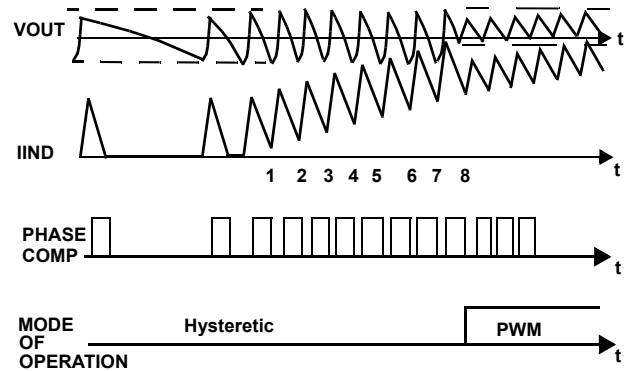 VOUT
t
IIND
t
1 2 3 4 5 6 7 8
PHASE
COMP
t
Hysteretic
PWM
MODE
OF
OPERATION
t